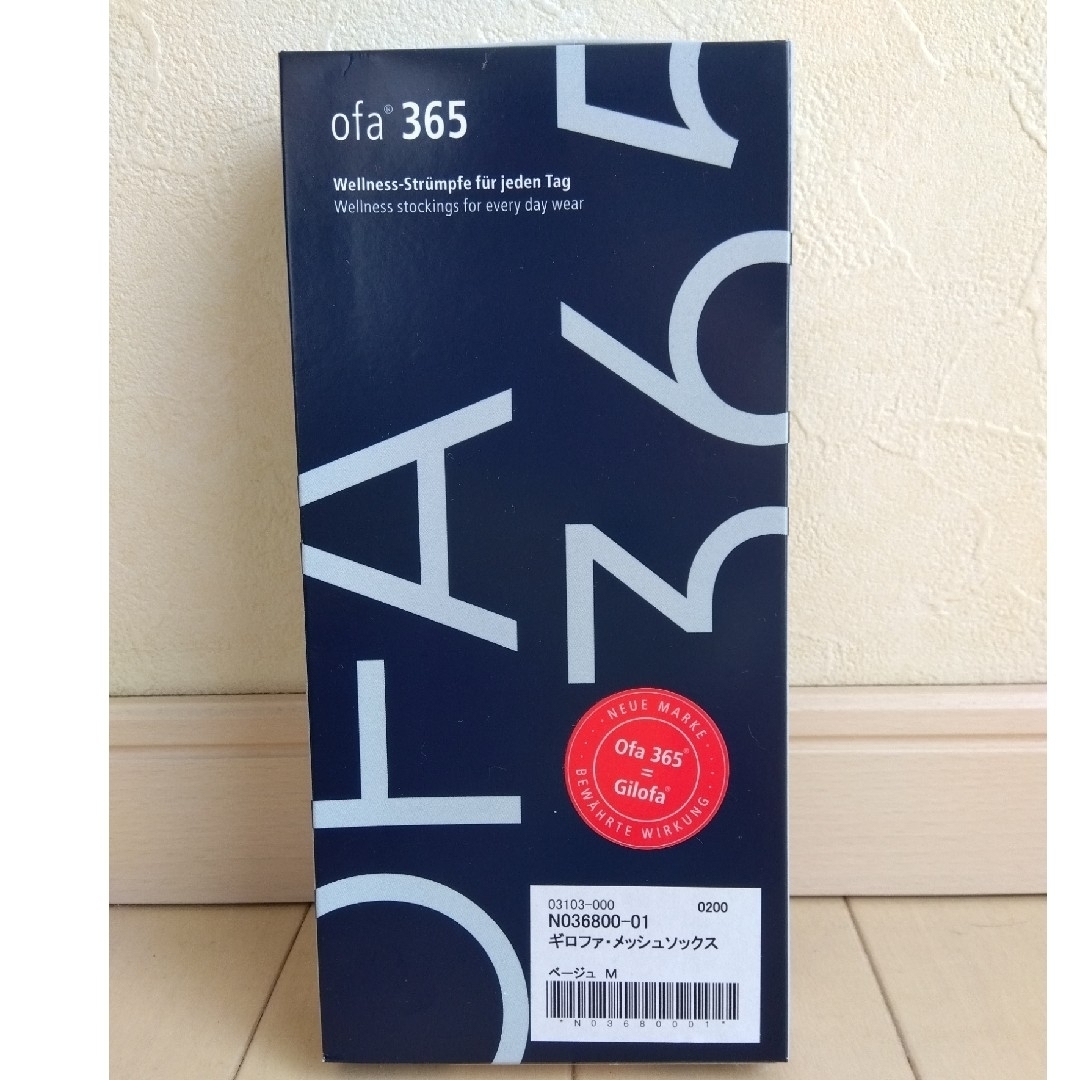 ofa® 365
Wellness-Strümpfe für jeden Tag
Wellness stockings for every day wear
OFA
365
· NEUE MARKE ·
Ofa 365®
=
Gilofa®
BEWÄHRTE WIRKUNG
03103-000 0200
N036800-01
ギロファ・メッシュソックス
ベージュ M
*N03680001*